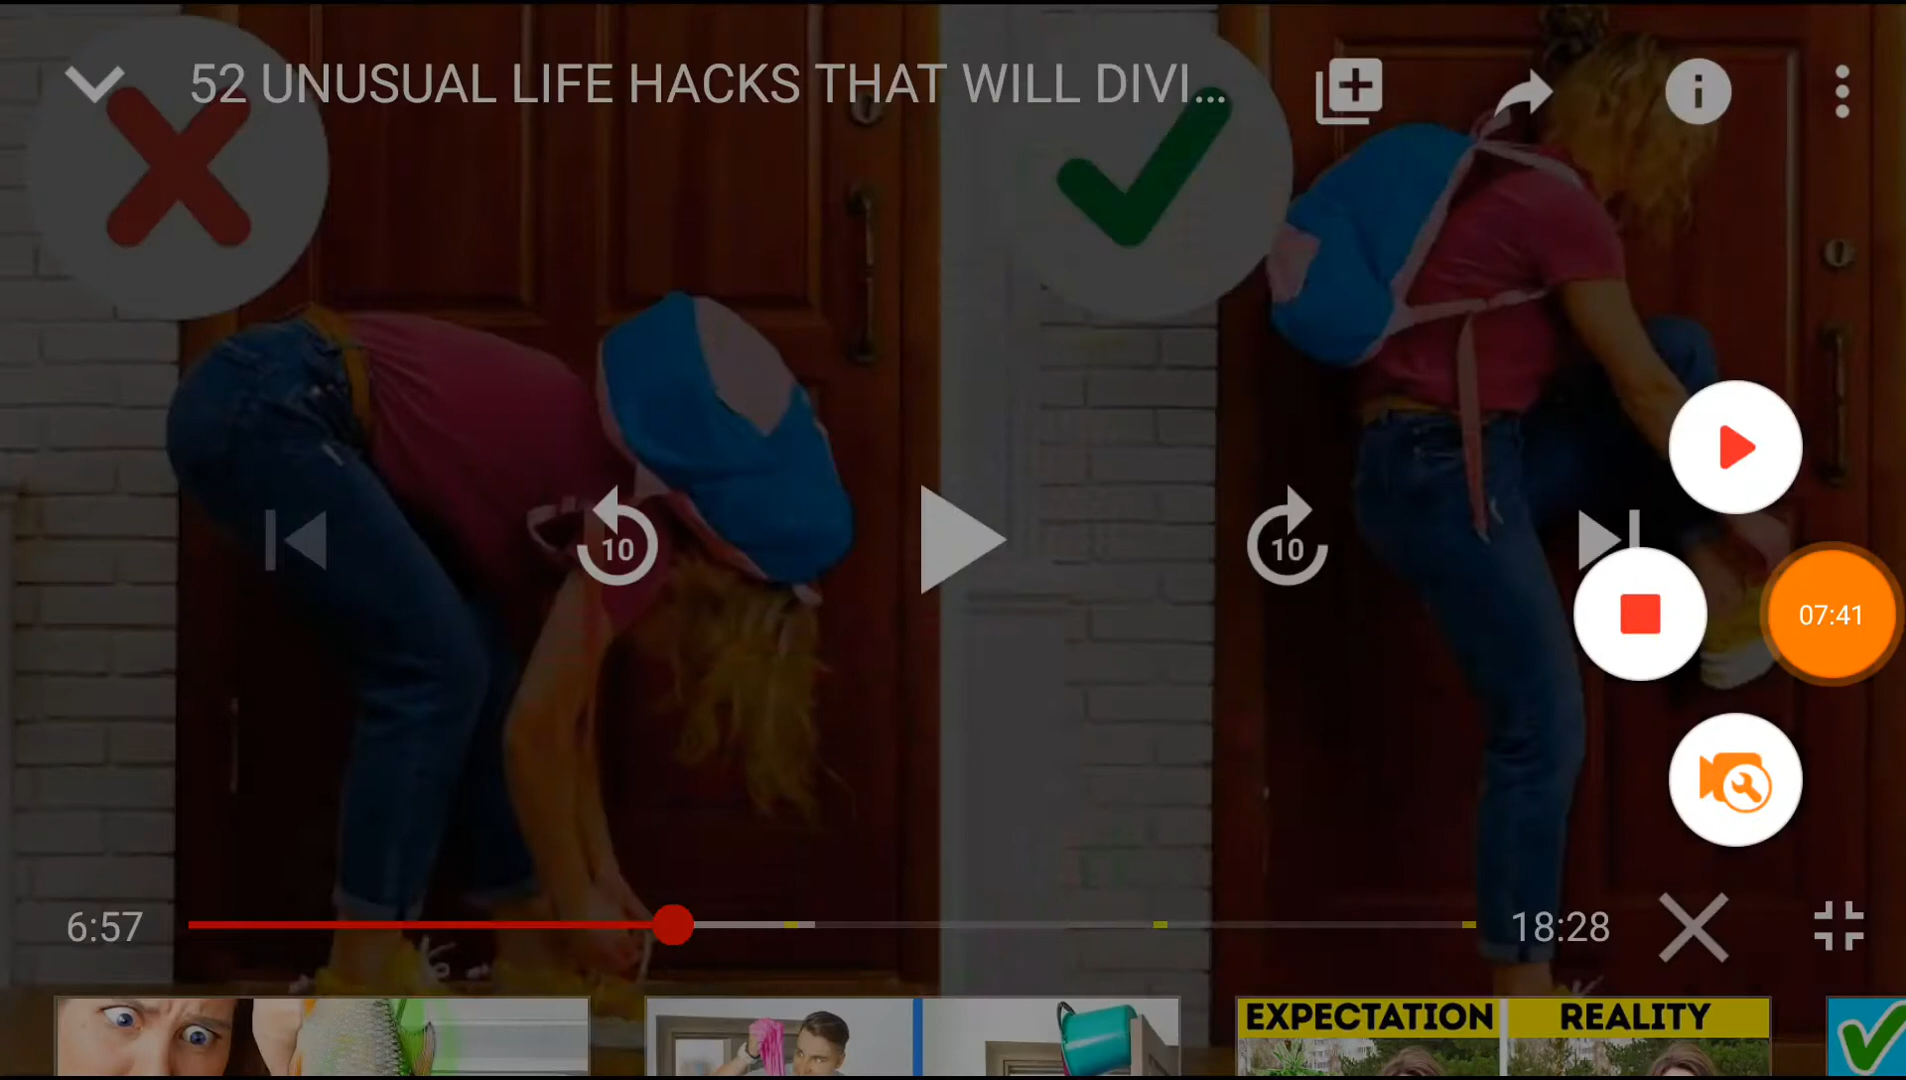 52 UNUSUAL LIFE HACKS THAT WILL DIVI...
10
10
07:41
6:57
18:28
EXPECTATION
REALITY